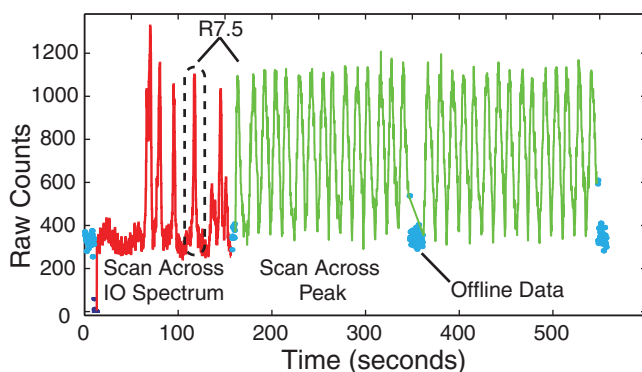 R7.5
1200
1000
800
600
400
200
0
Raw Counts
Scan Across
IO Spectrum
Scan Across
Peak
Offline Data
0
100
200
300
400
500
Time (seconds)